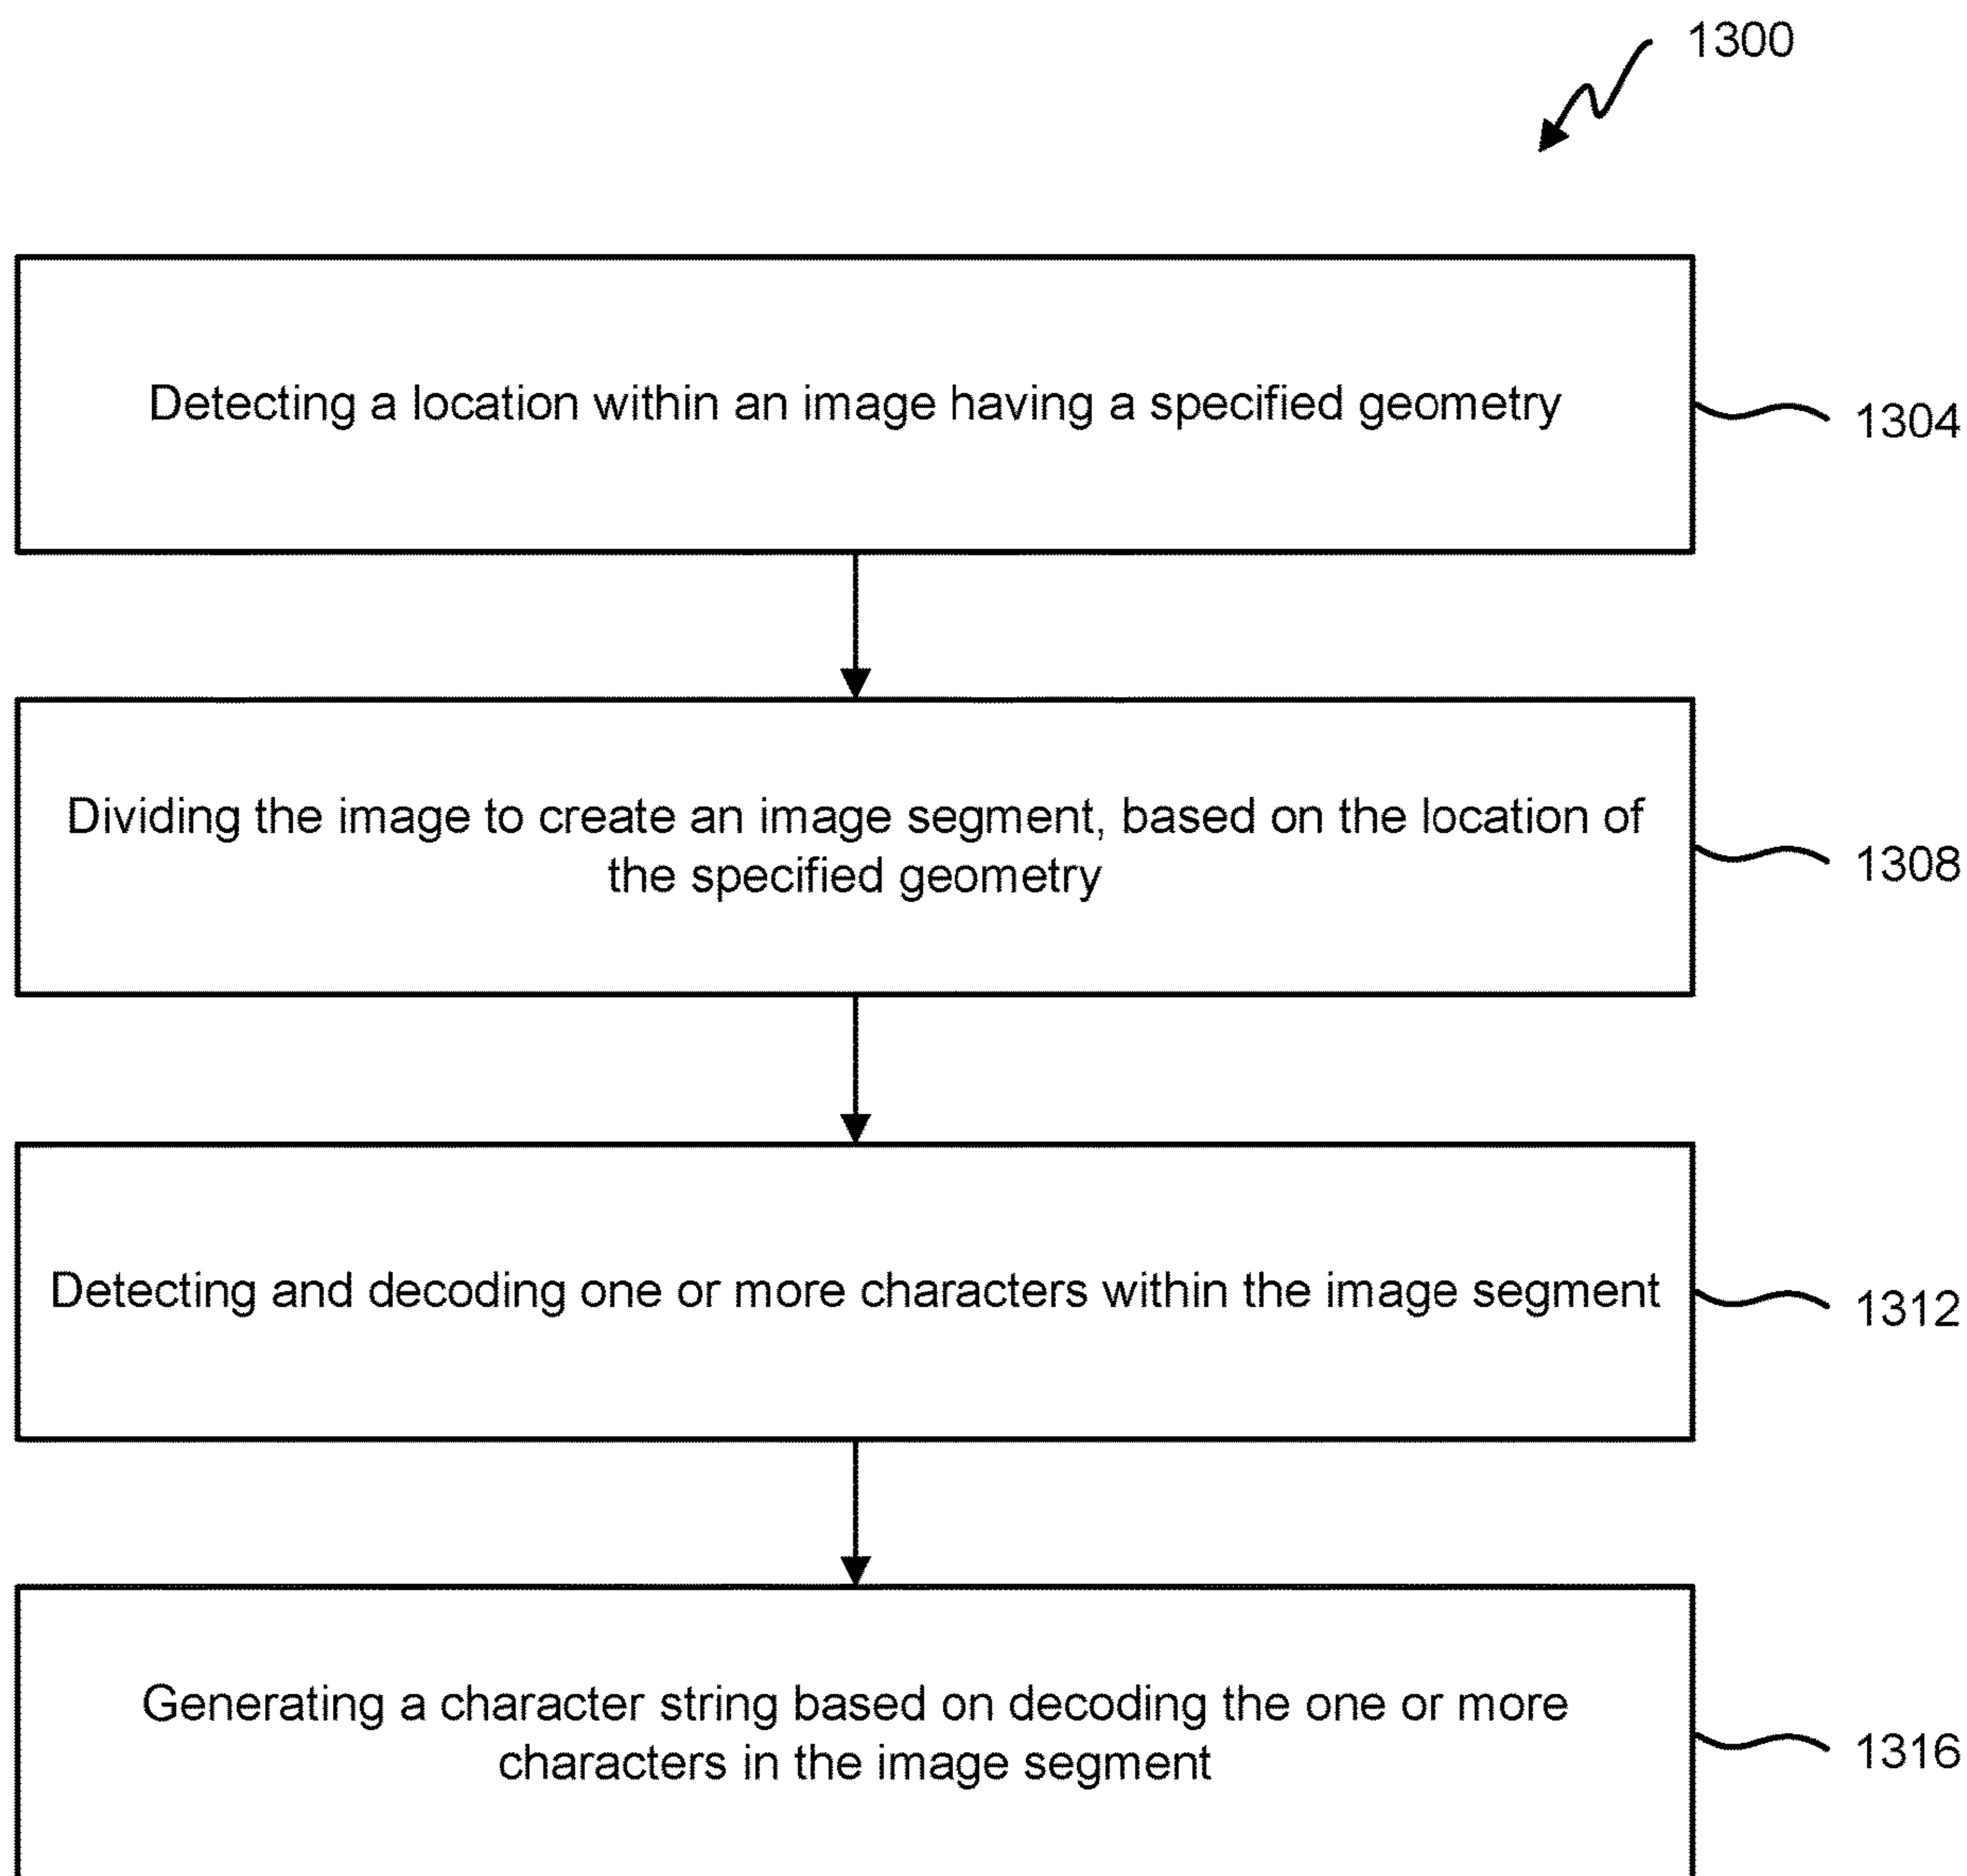 1300
Detecting a location within an image having a specified geometry
1304
Dividing the image to create an image segment, based on the location of
the specified geometry
1308
Detecting and decoding one or more characters within the image segment
1312
Generating a character string based on decoding the one or more
characters in the image segment
1316